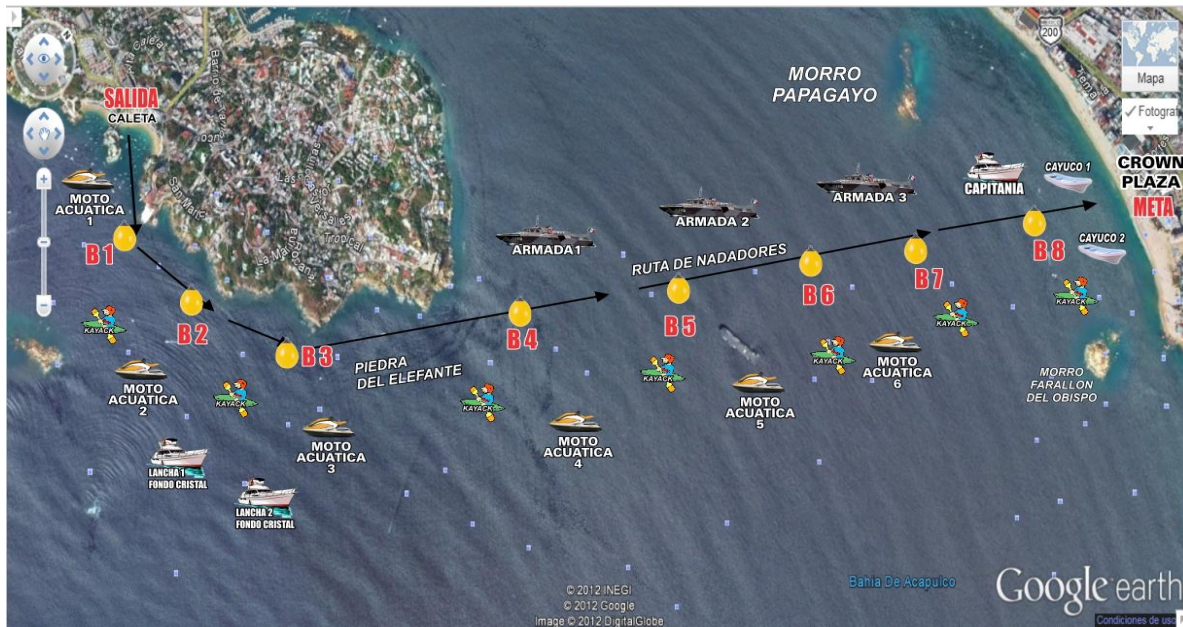 SALIDA
CALETA
MORRO
PAPAGAYO
200
Mapa
Fotograf
MOTO
ACUATICA
1
B1
B2
B3
B4
B5
B6
B7
B8
ARMADA1
ARMADA 2
ARMADA 3
CAPITANIA
CAYUCO 1
CAYUCO 2
CROWN
PLAZA
META
RUTA DE NADADORES
PIEDRA
DEL ELEFANTE
KAYACK
MOTO
ACUATICA
2
KAYACK
MOTO
ACUATICA
3
KAYACK
MOTO
ACUATICA
4
KAYACK
MOTO
ACUATICA
5
KAYACK
MOTO
ACUATICA
6
KAYACK
KAYACK
MORRO
FARALLON
DEL OBISPO
LANCHA 1
FONDO CRISTAL
LANCHA 2
FONDO CRISTAL
Tropical
© 2012 INEGI
© 2012 Google
Image © 2012 DigitalGlobe
Bahía De Acapulco
Google earth
Condiciones de uso